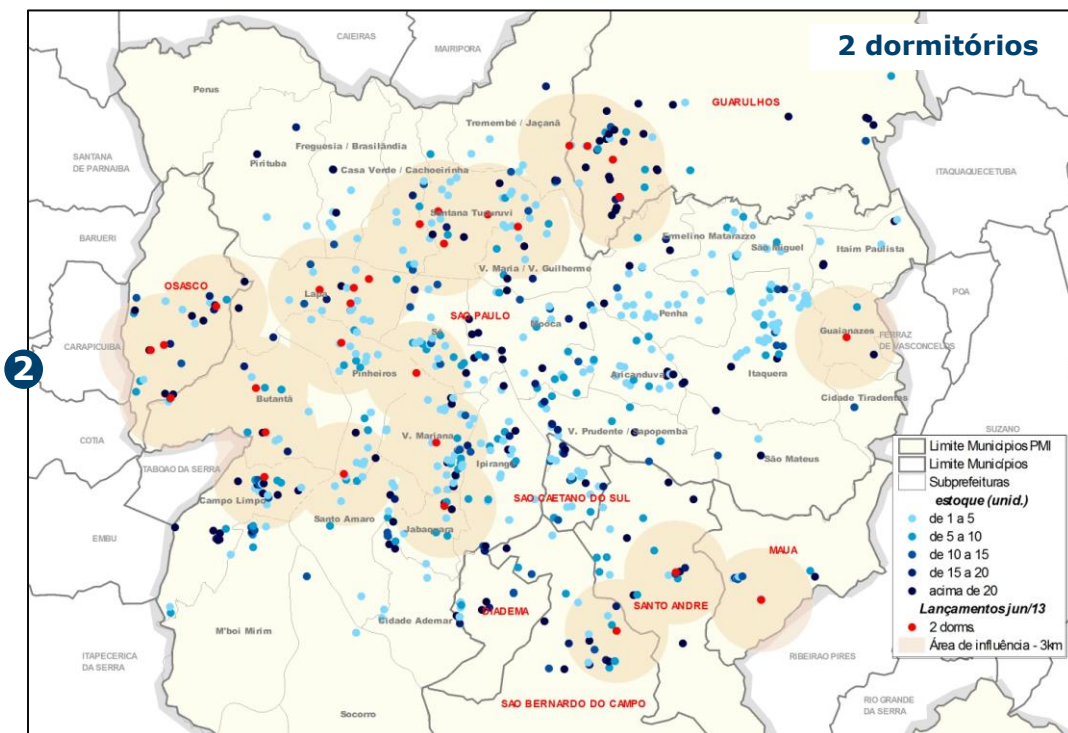 2 dormitórios
CAIEIRAS
MAIRIPORA
Perus
GUARULHOS
Tremembé / Jaçanã
Freguesia / Brasilândia
SANTANA
DE PARNAIBA
Pirituba
Casa Verde / Cachoeirinha
ITAQUAQUECETUBA
Santana Tucuruvi
BARUERI
Ermelino Matarazzo
São Miguel
Itaim Paulista
V. Maria / V. Guilherme
OSASCO
Lapa
POA
SAO PAULO
Penha
Mooca
Sé
Guaianazes
FERRAZ
DE VASCONCELOS
CARAPICUIBA
2
Pinheiros
Aricanduva
Itaquera
Butantã
Cidade Tiradentes
COTIA
V. Mariana
V. Prudente / Sapopemba
SUZANO
TABOAO DA SERRA
Ipiranga
São Mateus
Campo Limpo
SAO CAETANO DO SUL
Santo Amaro
Jabaquara
EMBU
MAUA
SANTO ANDRE
DIADEMA
Cidade Ademar
M'boi Mirim
ITAPECERICA
DA SERRA
RIBEIRAO PIRES
SAO BERNARDO DO CAMPO
RIO GRANDE
DA SERRA
Socorro
Limite Municipios PMI
Limite Municípios
Subprefeituras
estoque (unid.)
de 1 a 5
de 5 a 10
de 10 a 15
de 15 a 20
acima de 20
Lançamentos jun/13
2 dorms.
Área de influência - 3km